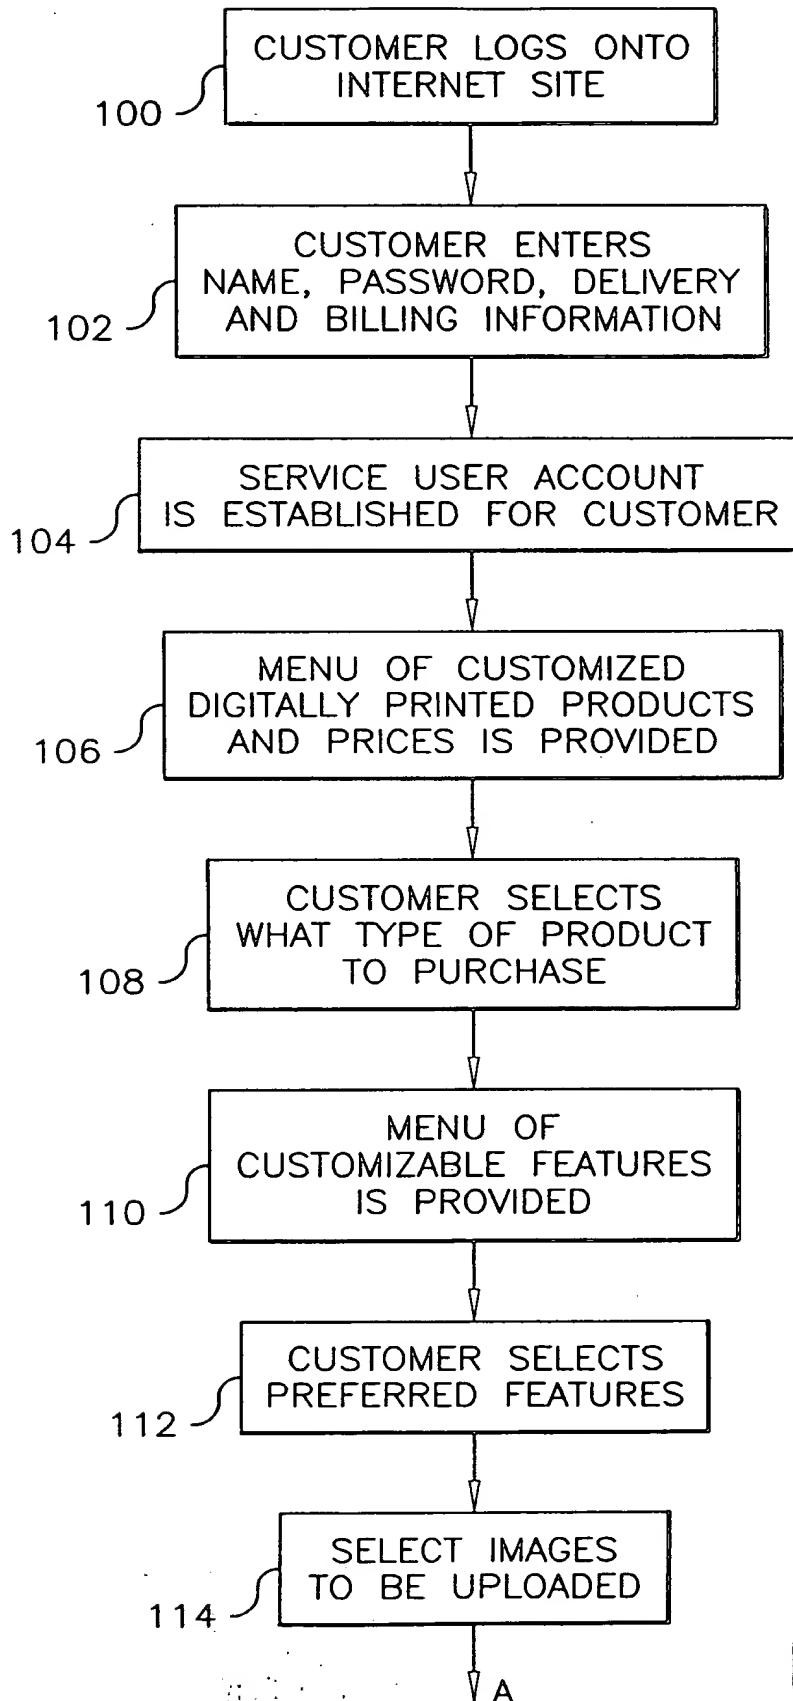 CUSTOMER LOGS ONTO
INTERNET SITE
100
CUSTOMER ENTERS
NAME, PASSWORD, DELIVERY
AND BILLING INFORMATION
102
SERVICE USER ACCOUNT
IS ESTABLISHED FOR CUSTOMER
104
MENU OF CUSTOMIZED
DIGITALLY PRINTED PRODUCTS
AND PRICES IS PROVIDED
106
CUSTOMER SELECTS
WHAT TYPE OF PRODUCT
TO PURCHASE
108
MENU OF
CUSTOMIZABLE FEATURES
IS PROVIDED
110
CUSTOMER SELECTS
PREFERRED FEATURES
112
SELECT IMAGES
TO BE UPLOADED
114
A